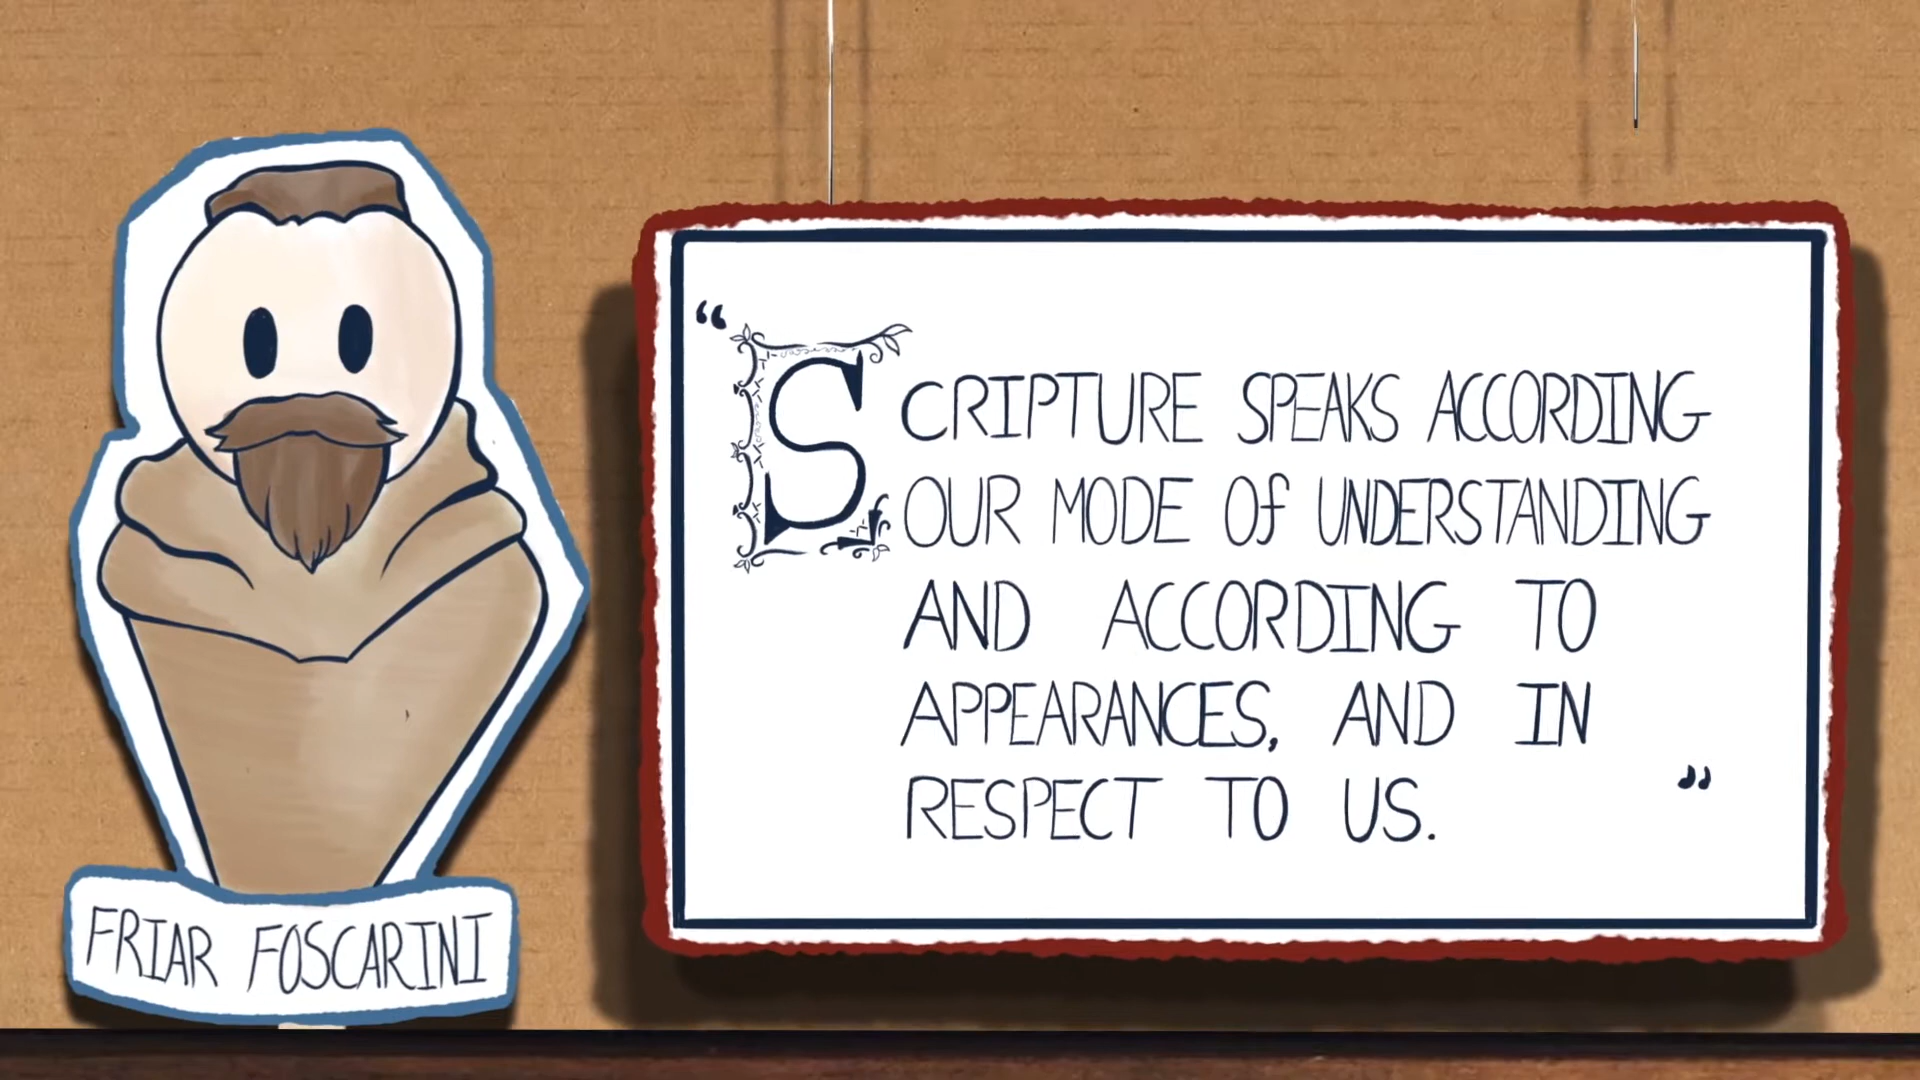 “SCRIPTURE SPEAKS ACCORDING
OUR MODE OF UNDERSTANDING
AND ACCORDING TO
APPEARANCES, AND IN
RESPECT TO US.”
FRIAR FOSCARINI